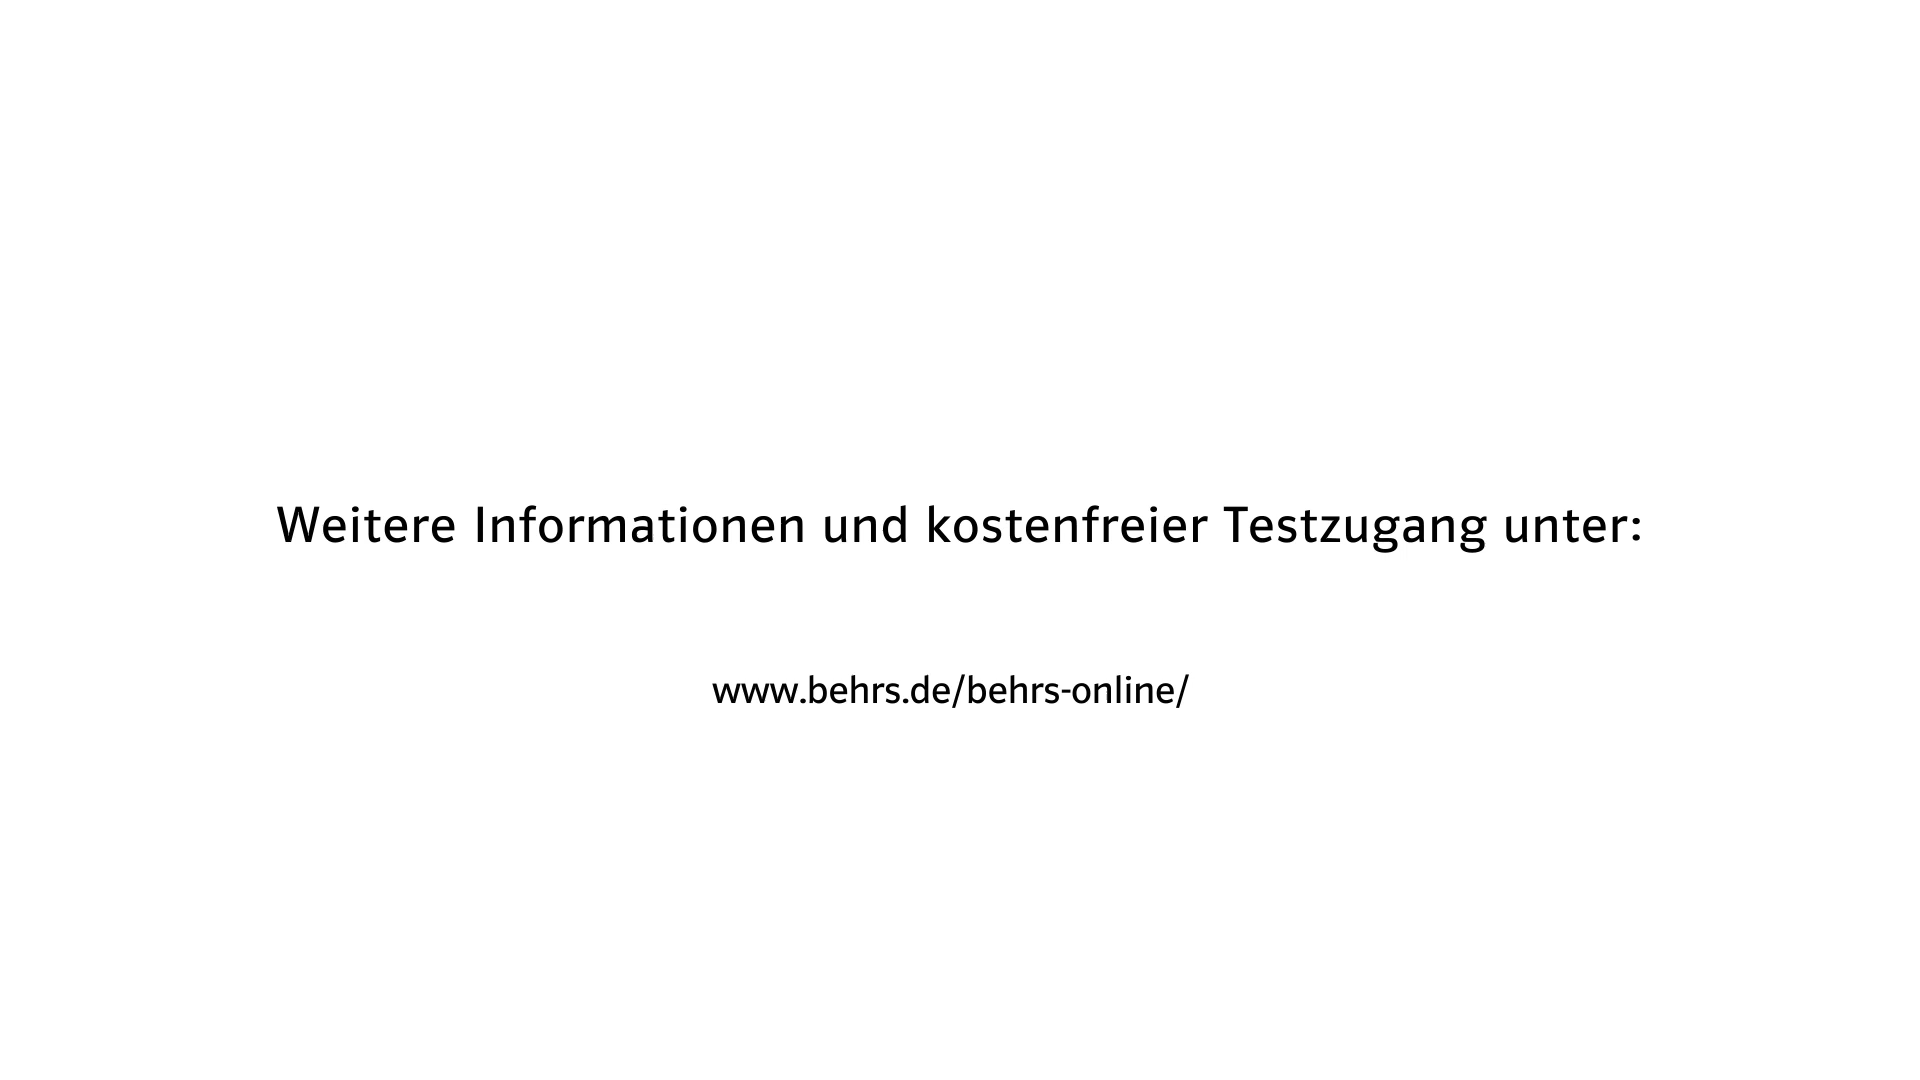 Weitere Informationen und kostenfreier Testzugang unter:
www.behrs.de/behrs-online/